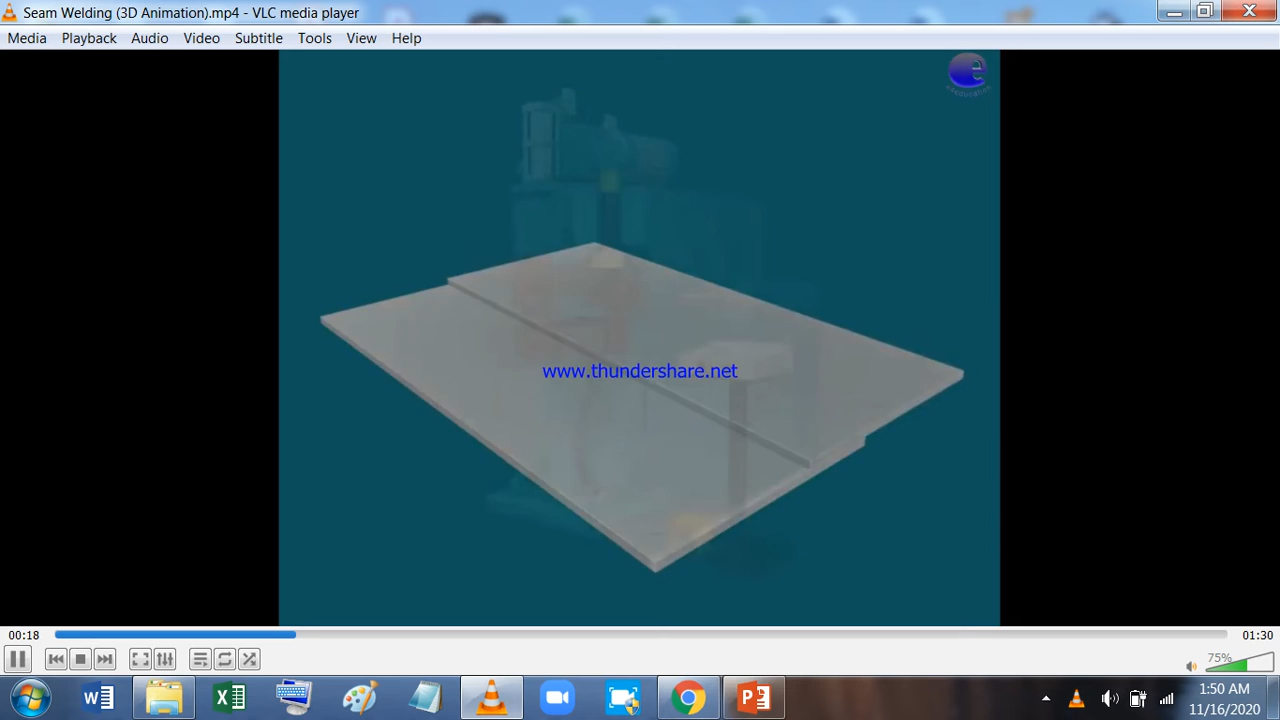 Seam Welding (3D Animation).mp4 - VLC media player
Media Playback Audio Video Subtitle Tools View Help
e
e4education
www.thundershare.net
00:18
01:30
75%
1:50 AM
11/16/2020